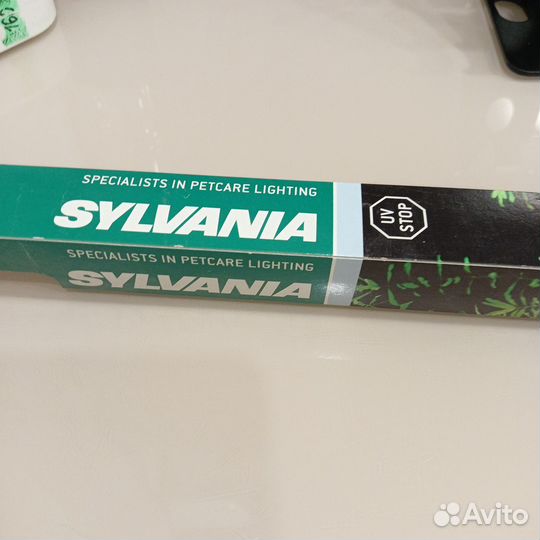 SPECIALISTS IN PETCARE LIGHTING
SYLVANIA
UV
STOP
SPECIALISTS IN PETCARE LIGHTING
SYLVANIA
Avito